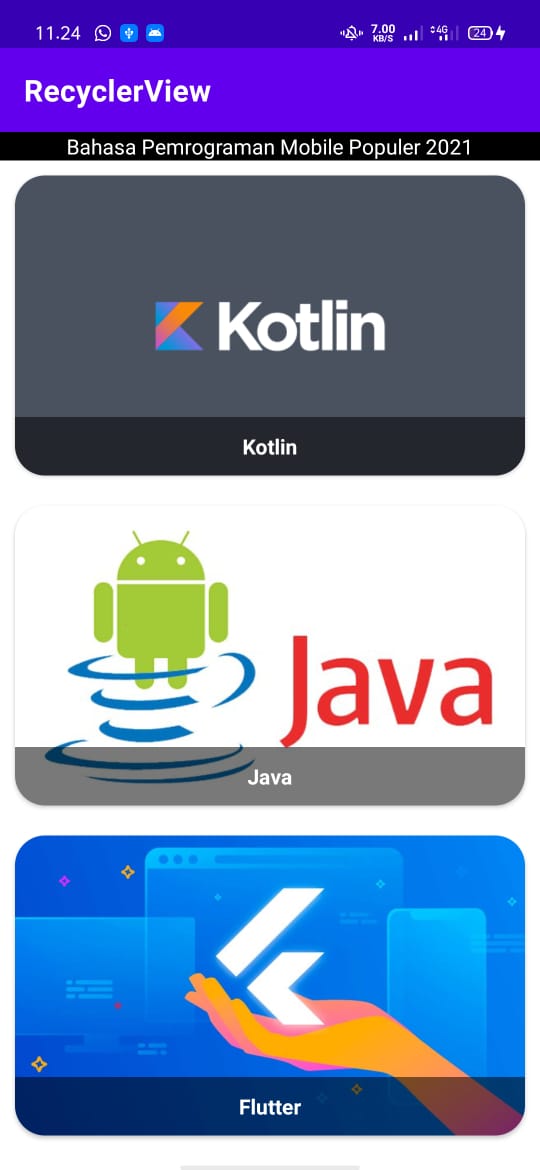 11.24
7.00
KB/S
4G
24
RecyclerView
Bahasa Pemrograman Mobile Populer 2021
Kotlin
Kotlin
Java
Java
Flutter